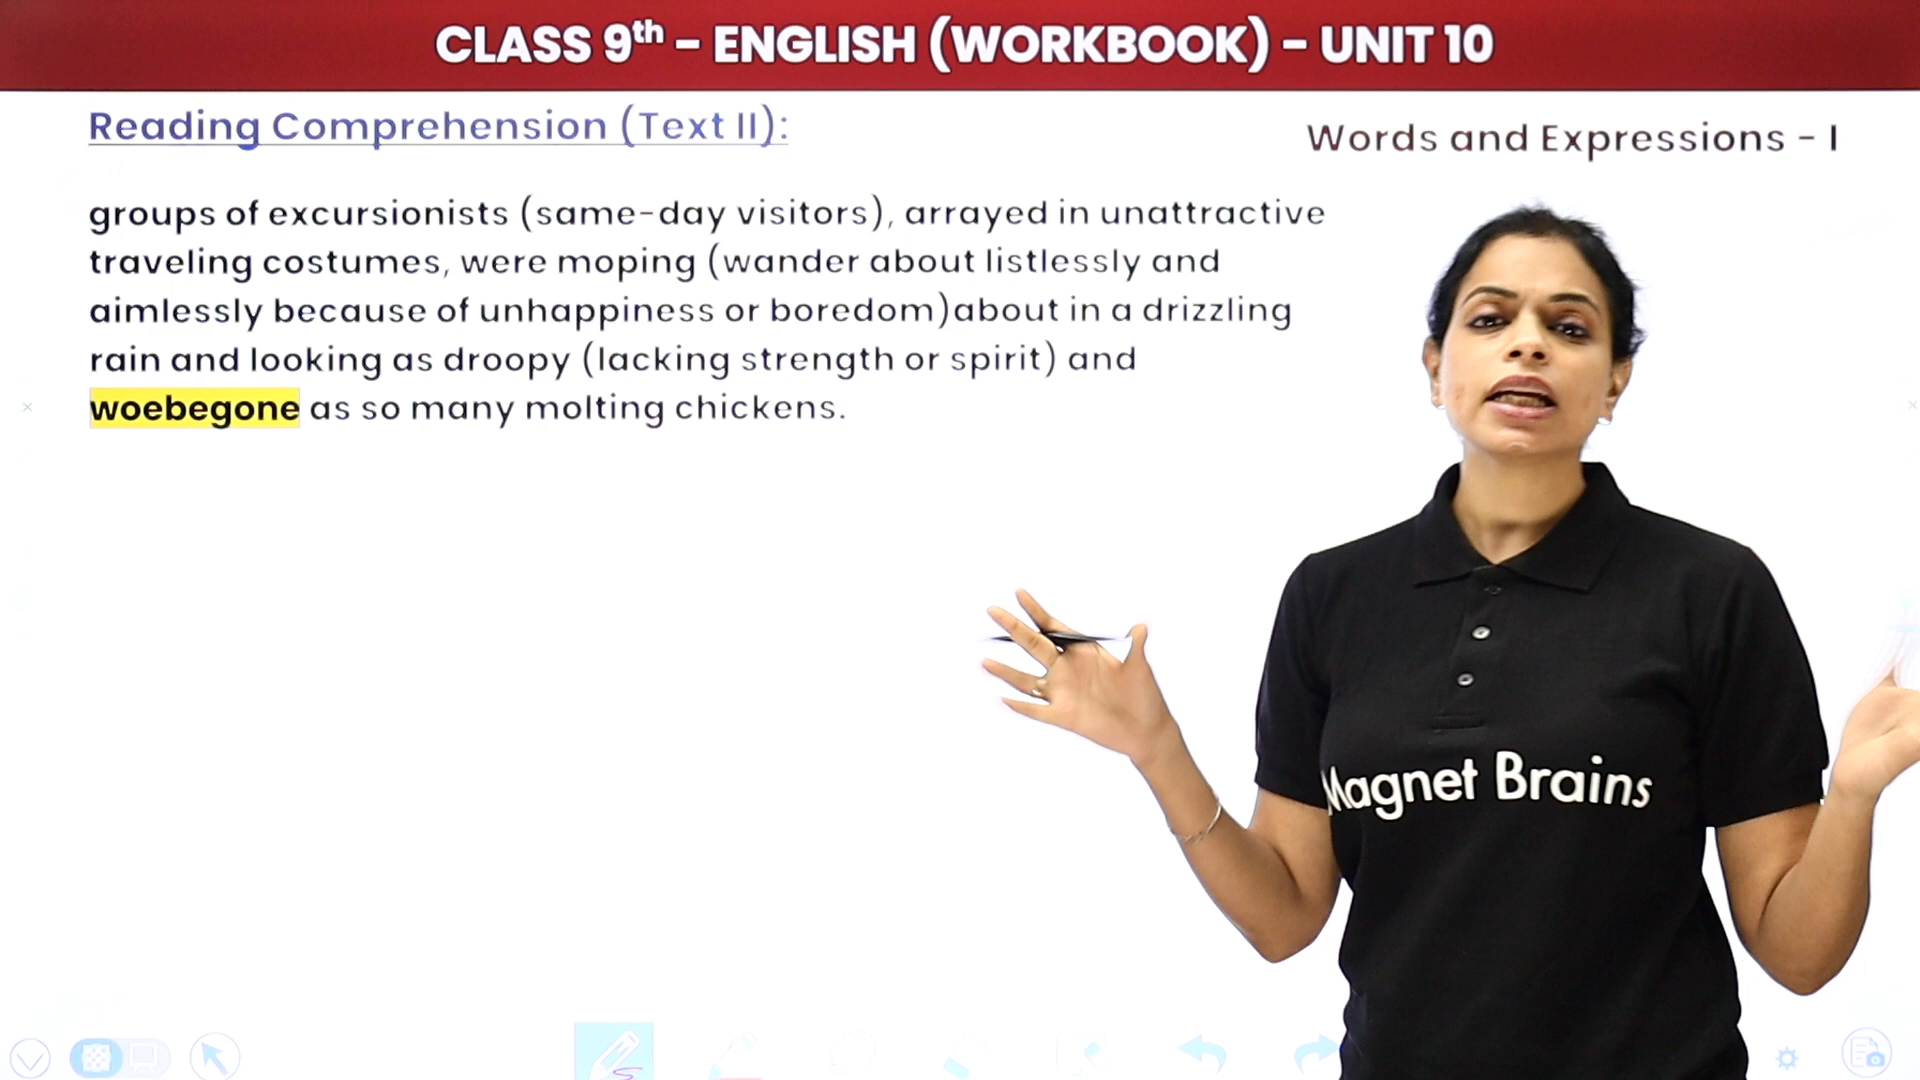 CLASS 9th - ENGLISH (WORKBOOK) - UNIT 10
Reading Comprehension (Text II):
Words and Expressions - I
groups of excursionists (same-day visitors), arrayed in unattractive
traveling costumes, were moping (wander about listlessly and
aimlessly because of unhappiness or boredom)about in a drizzling
rain and looking as droopy (lacking strength or spirit) and
woebegone as so many molting chickens.
Magnet Brains